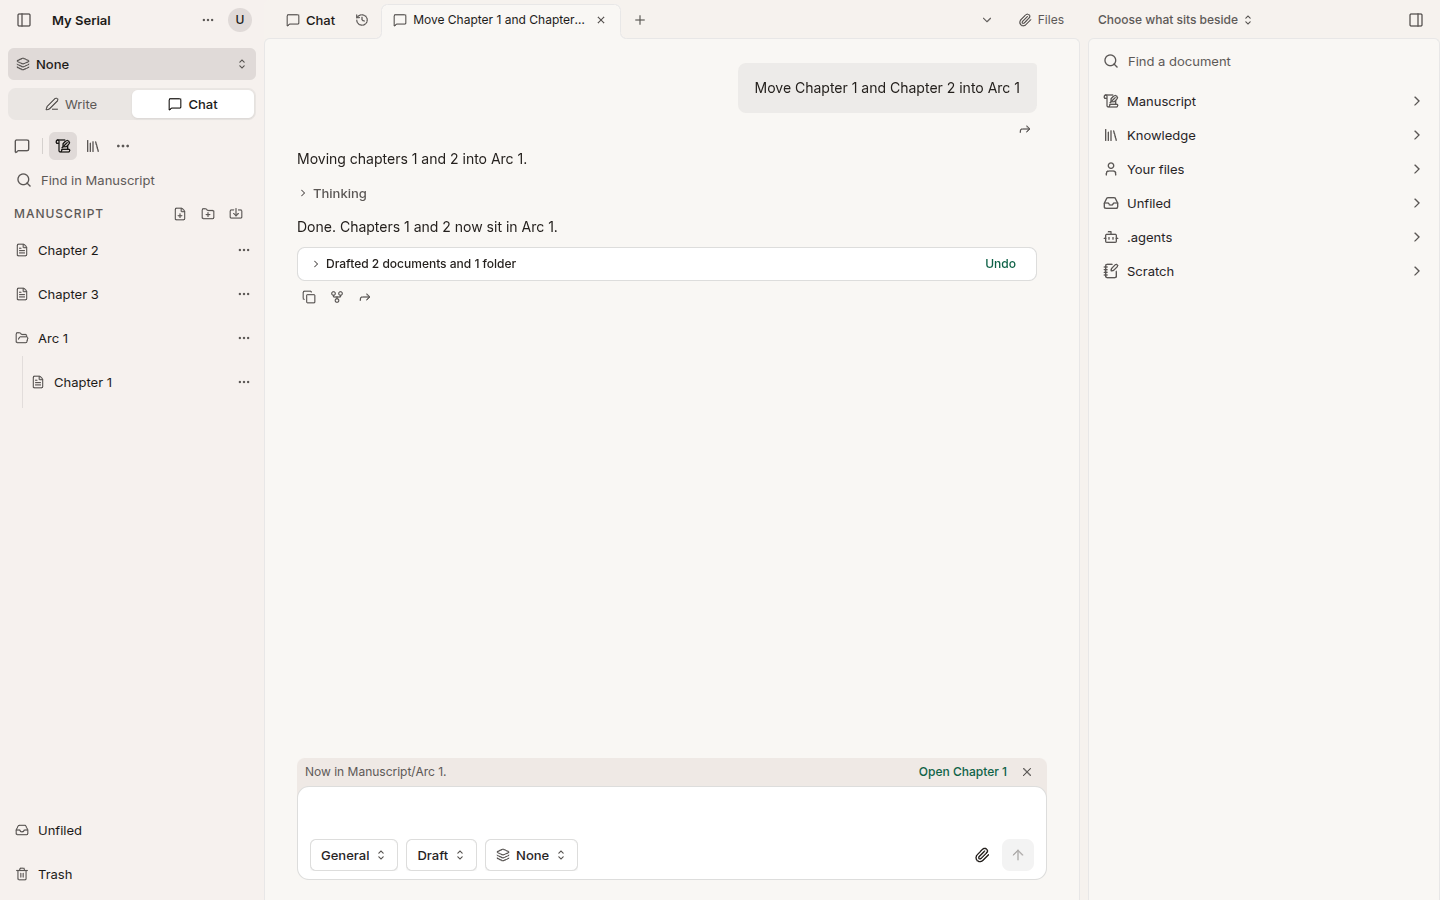 My Serial
U
None
Write
Chat
Find in Manuscript
MANUSCRIPT
Chapter 2
Chapter 3
Arc 1
Chapter 1
Unfiled
Trash
Chat
Move Chapter 1 and Chapter...
Files
Move Chapter 1 and Chapter 2 into Arc 1
Moving chapters 1 and 2 into Arc 1.
Thinking
Done. Chapters 1 and 2 now sit in Arc 1.
Drafted 2 documents and 1 folder
Undo
Now in Manuscript/Arc 1.
Open Chapter 1
General
Draft
None
Choose what sits beside
Find a document
Manuscript
Knowledge
Your files
Unfiled
.agents
Scratch